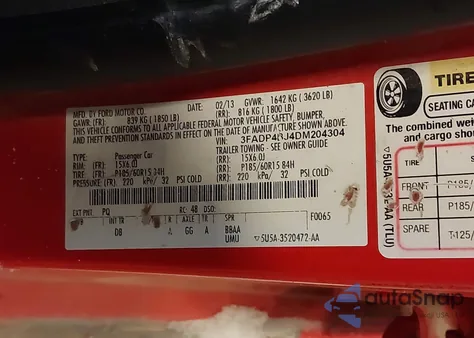 MFD. BY FORD MOTOR CO. DATE: 02/13 GVWR: 1642 KG (3620 LB)
GAWR: (FR): 839 KG (1850 LB) (RR): 816 KG (1800 LB)
THIS VEHICLE CONFORMS TO ALL APPLICABLE FEDERAL MOTOR VEHICLE SAFETY, BUMPER,
AND THEFT PREVENTION STANDARDS IN EFFECT ON THE DATE OF MANUFACTURE SHOWN ABOVE.
VIN: 3FADP4GJ4DM204304
TYPE: Passenger Car TRAILER TOWING - SEE OWNER GUIDE
RIM: (FR): 15X6.0J (RR): 15X6.0J
TIRE: (FR): P185/60R15 84H (RR): P185/60R15 84H
PRESSURE: (FR): 220 kPa/ 32 PSI COLD (RR): 220 kPa/ 32 PSI COLD
EXT PNT: PQ RC: 48 DSO: F0065
INT TR R AXLE TR SPR
DB GG A BBAA
UMIJ 5U5A-3520472-AA
TIRE
SEATING CA
The combined we
and cargo shou
TIRE
FRONT P185/
REAR P185/
SPARE T125/
(TLU)
autoSnap